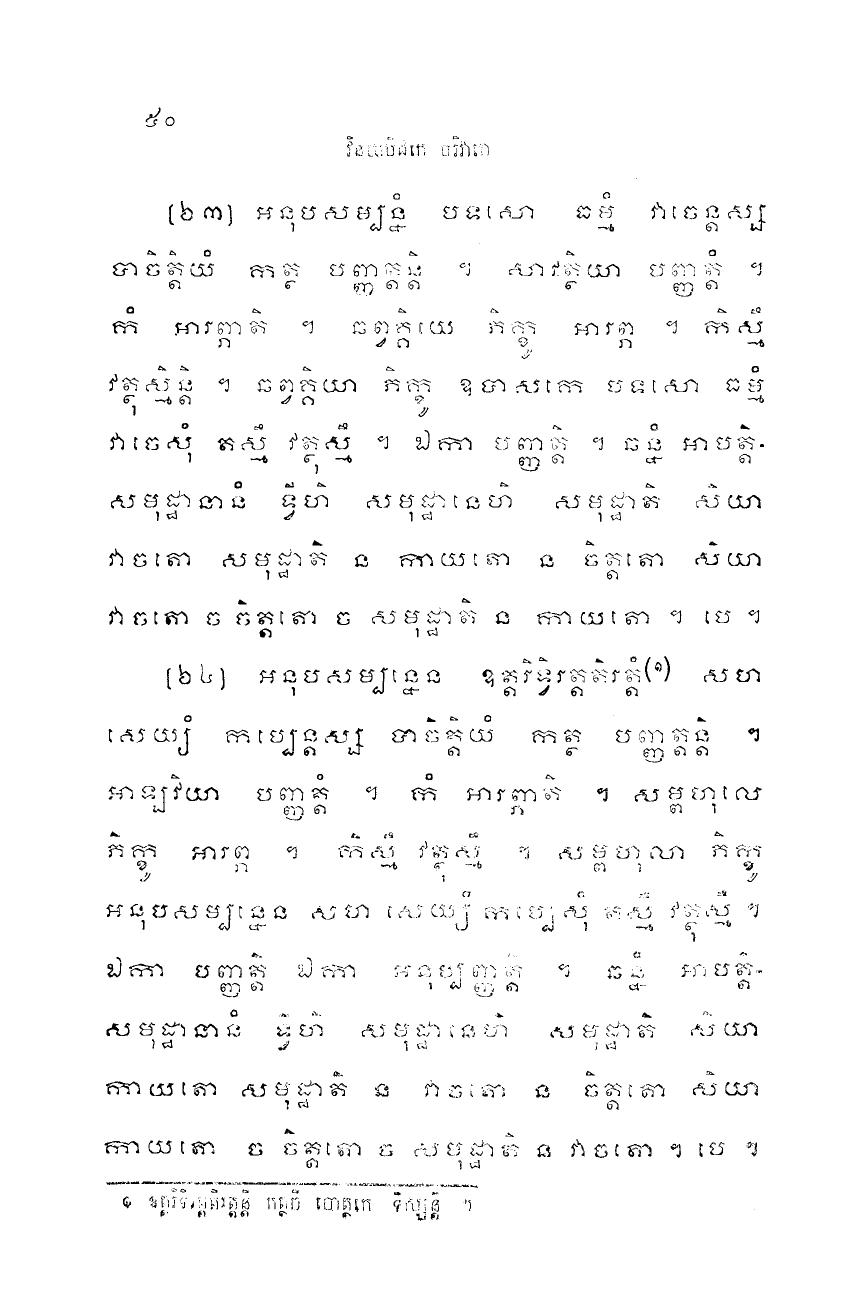 ៥០
វិនយបិដកេ បរិវារោ
[៦៣] អនុបសម្បន្នំ បទសោ ធម្មំ វាចេន្តស្ស
បាចិត្តិយំ កត្ថ បញ្ញត្តន្តិ ។ សាវត្ថិយា បញ្ញត្តំ ។
កំ អារព្ភាតិ ។ ឆព្វគ្គិយេ ភិក្ខូ អារព្ភ ។ កិស្មឹ
វត្ថុស្មិន្តិ ។ ឆព្វគ្គិយា ភិក្ខូ ឧបាសកេ បទសោ ធម្មំ
វាចេសុំ តស្មឹ វត្ថុស្មឹ ។ ឯកា បញ្ញត្តិ ។ ឆន្នំ អាបត្តិ-
សមុដ្ឋានានំ ទ្វីហិ សមុដ្ឋានេហិ សមុដ្ឋាតិ សិយា
វាចតោ សមុដ្ឋាតិ ន កាយតោ ន ចិត្តតោ សិយា
វាចតោ ច ចិត្តតោ ច សមុដ្ឋាតិ ន កាយតោ ។ បេ ។
[៦៤] អនុបសម្បន្នេន ឧត្តរិទ្វិរត្តតិរត្តំ(១) សហ
សេយ្យំ កប្បេន្តស្ស បាចិត្តិយំ កត្ថ បញ្ញត្តន្តិ ។
អាឡវិយា បញ្ញត្តំ ។ កំ អារព្ភាតិ ។ សម្ពហុលេ
ភិក្ខូ អារព្ភ ។ កិស្មឹ វត្ថុស្មឹ ។ សម្ពហុលា ភិក្ខូ
អនុបសម្បន្នេន សហ សេយ្យំ កប្បេសុំ តស្មឹ វត្ថុស្មឹ ។
ឯកា បញ្ញត្តិ ឯកា អនុប្បញ្ញត្តិ ។ ឆន្នំ អាបត្តិ-
សមុដ្ឋានានំ ទ្វីហិ សមុដ្ឋានេហិ សមុដ្ឋាតិ សិយា
កាយតោ សមុដ្ឋាតិ ន វាចតោ ន ចិត្តតោ សិយា
កាយតោ ច ចិត្តតោ ច សមុដ្ឋាតិ ន វាចតោ ។ បេ ។
១ ឧត្តរិទិរត្តតិរត្តន្តិ កត្ថចិ បោត្ថកេ ទិស្សន្តិ ។